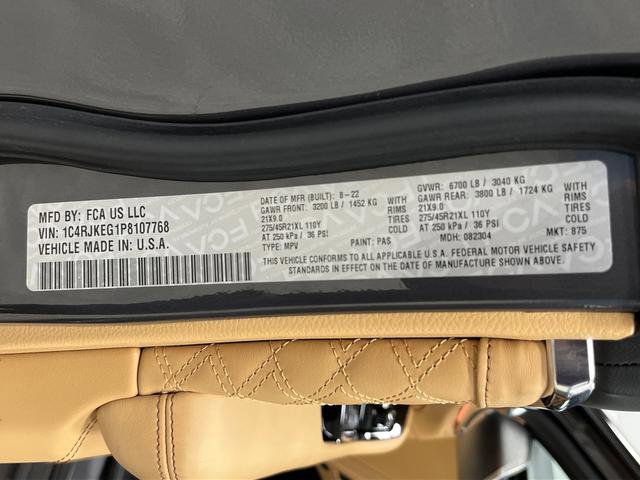 MFD BY: FCA US LLC
VIN: 1C4RJKEG1P8107768
VEHICLE MADE IN U.S.A.
DATE OF MFR (BUILT): 8-22 GVWR: 6700 LB / 3040 KG
GAWR FRONT: 3200 LB / 1452 KG WITH GAWR REAR: 3800 LB / 1724 KG WITH
21X9.0 RIMS 21X9.0 RIMS
275/45R21XL 110Y TIRES 275/45R21XL 110Y TIRES
AT 250 kPa / 36 PSI COLD AT 250 kPa / 36 PSI COLD
TYPE: MPV PAINT: PAS MDH: 082304 MKT: 875
THIS VEHICLE CONFORMS TO ALL APPLICABLE U.S.A. FEDERAL MOTOR VEHICLE SAFETY
STANDARDS IN EFFECT ON THE DATE OF MANUFACTURE SHOWN ABOVE.